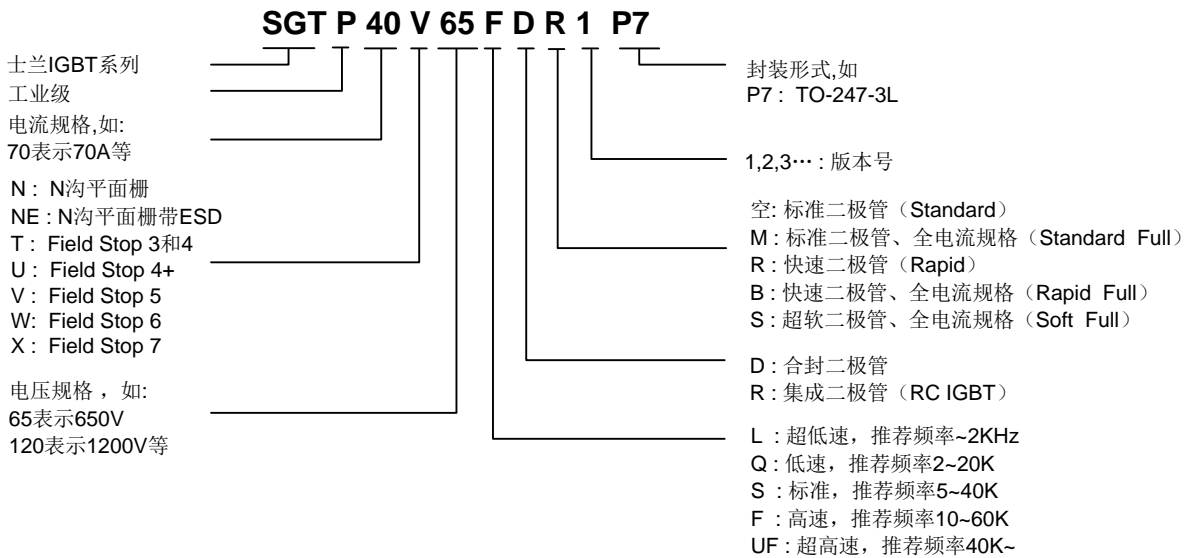 SGT P 40 V 65 F D R 1 P7
士兰IGBT系列
工业级
电流规格,如:
70表示70A等
N : N沟平面栅
NE : N沟平面栅带ESD
T : Field Stop 3和4
U : Field Stop 4+
V : Field Stop 5
W: Field Stop 6
X : Field Stop 7
电压规格 ,如:
65表示650V
120表示1200V等
封装形式,如
P7 : TO-247-3L
1,2,3··· : 版本号
空: 标准二极管（Standard）
M : 标准二极管、全电流规格（Standard Full）
R : 快速二极管（Rapid）
B : 快速二极管、全电流规格（Rapid Full）
S : 超软二极管、全电流规格（Soft Full）
D : 合封二极管
R : 集成二极管（RC IGBT）
L : 超低速，推荐频率~2KHz
Q : 低速，推荐频率2~20K
S : 标准，推荐频率5~40K
F : 高速，推荐频率10~60K
UF : 超高速，推荐频率40K~